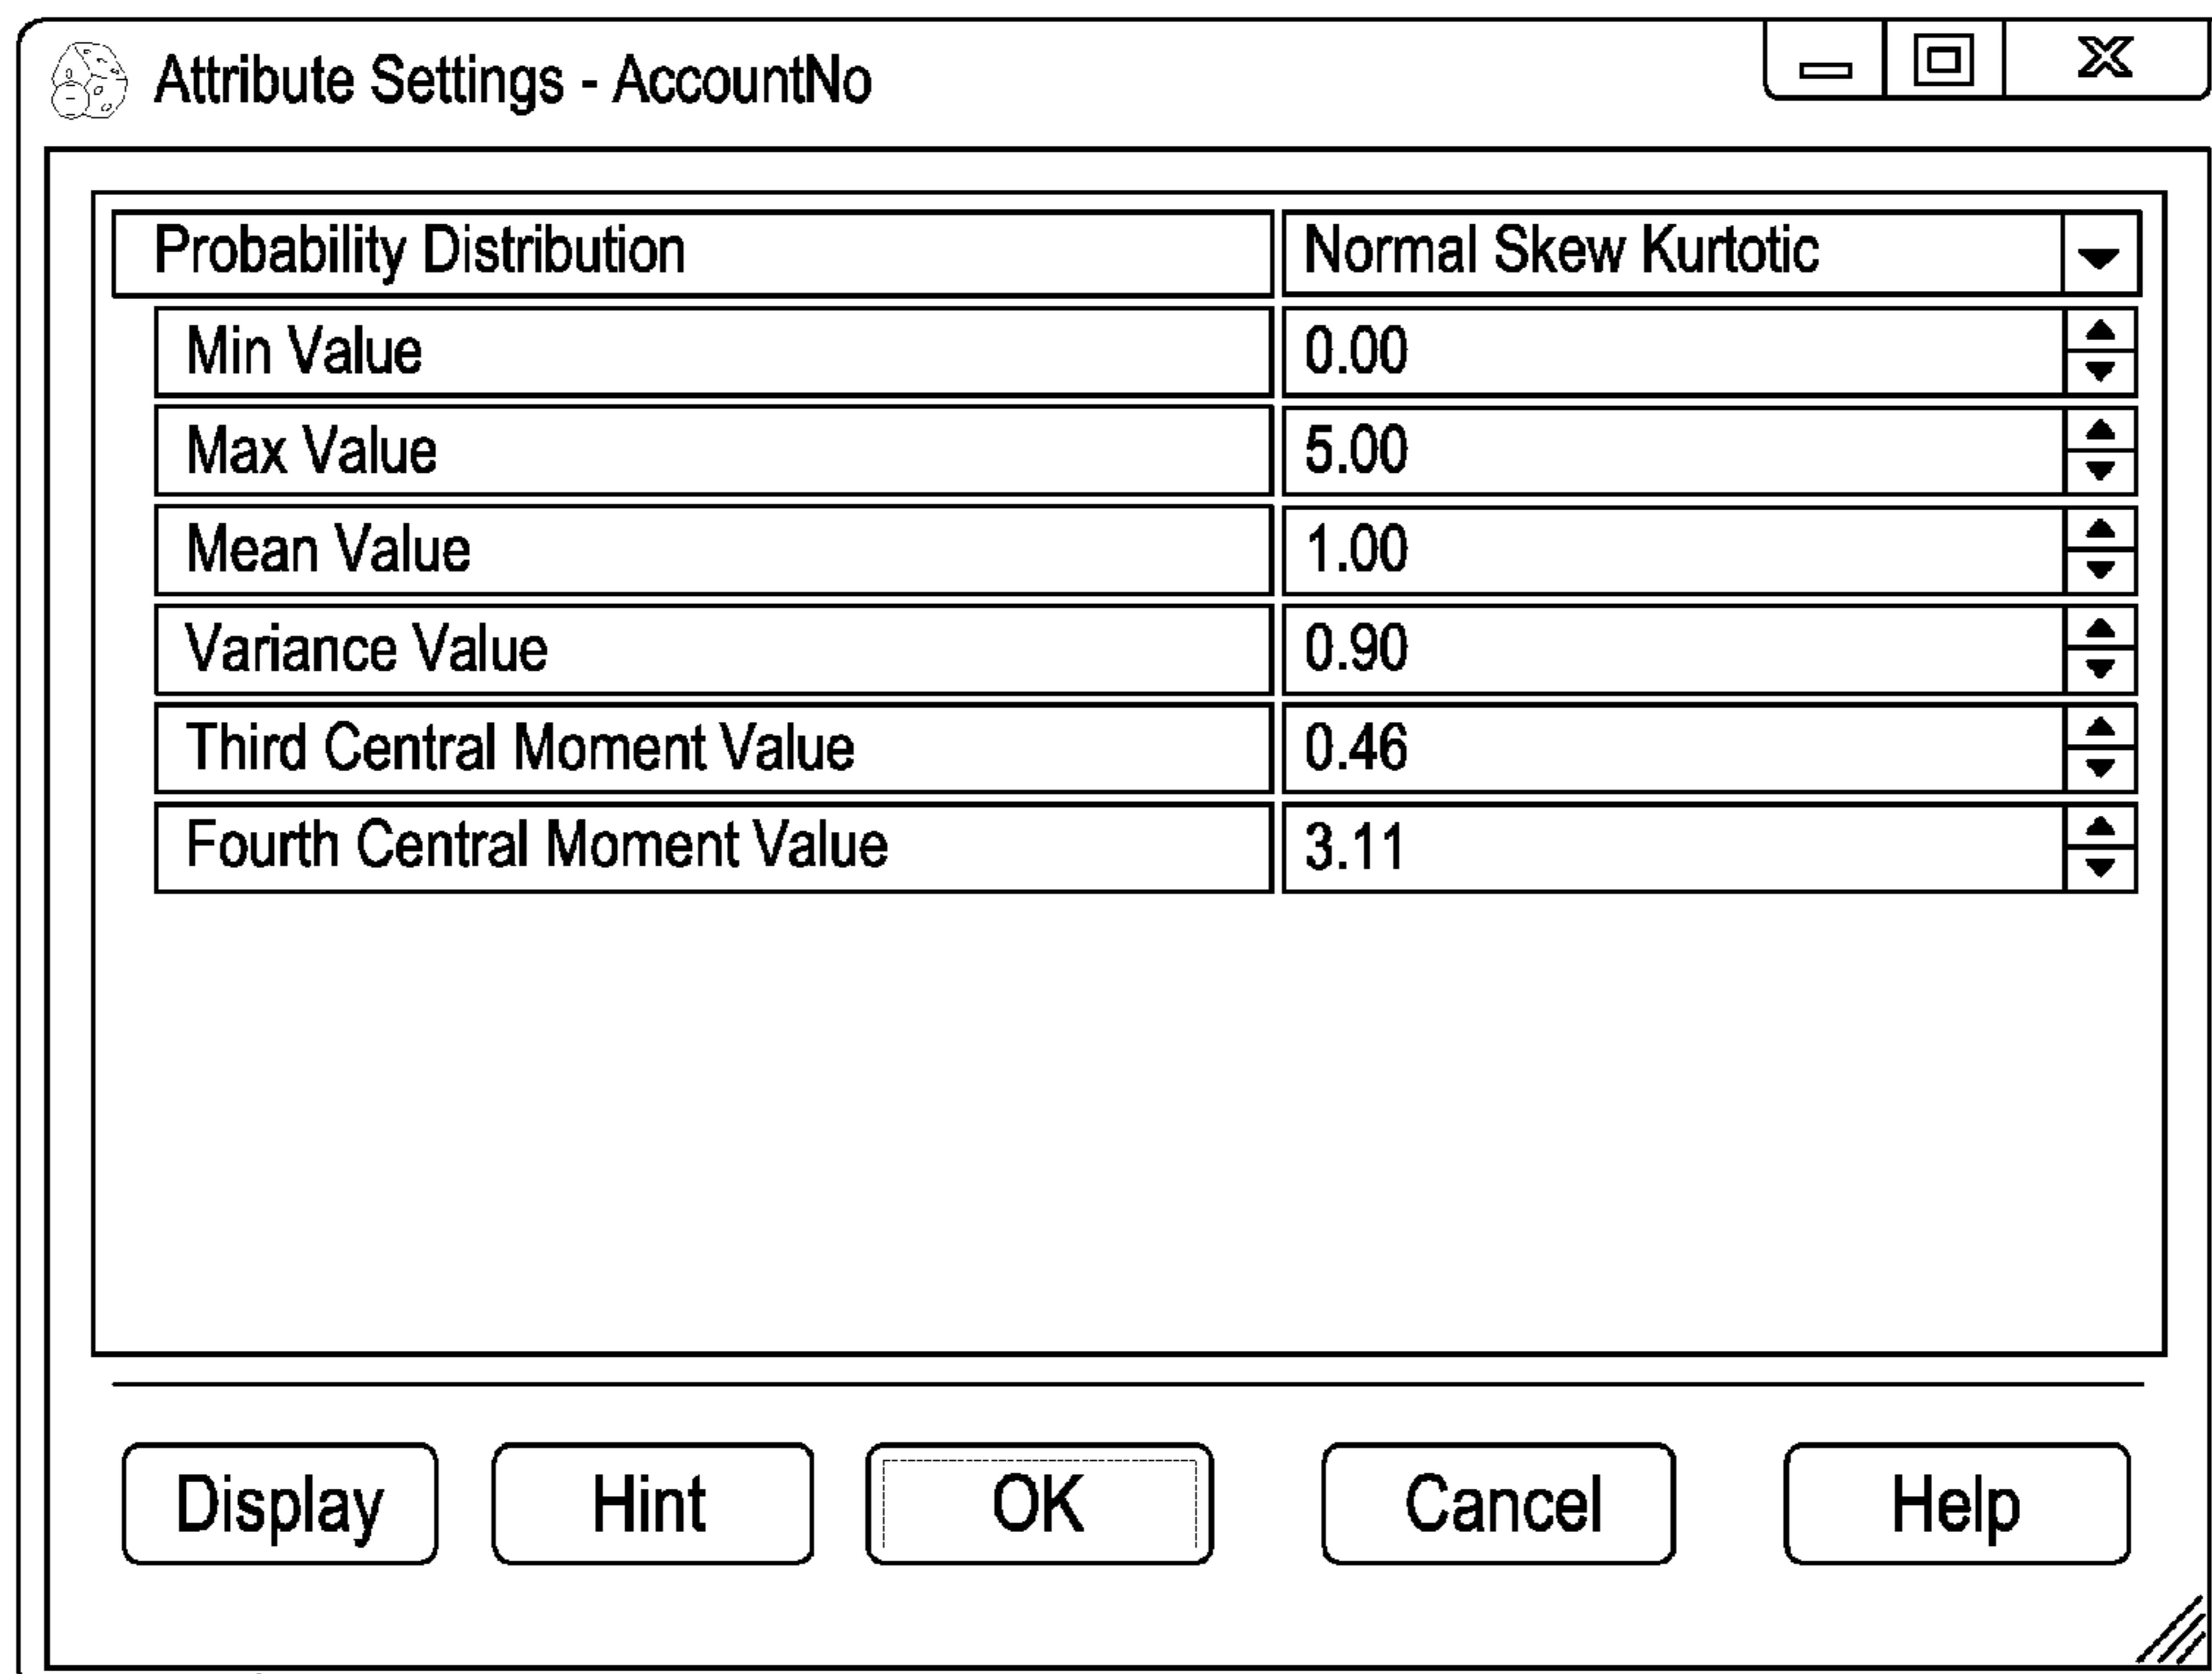 Attribute Settings - AccountNo
Probability Distribution Normal Skew Kurtotic
Min Value 0.00
Max Value 5.00
Mean Value 1.00
Variance Value 0.90
Third Central Moment Value 0.46
Fourth Central Moment Value 3.11
Display Hint OK Cancel Help